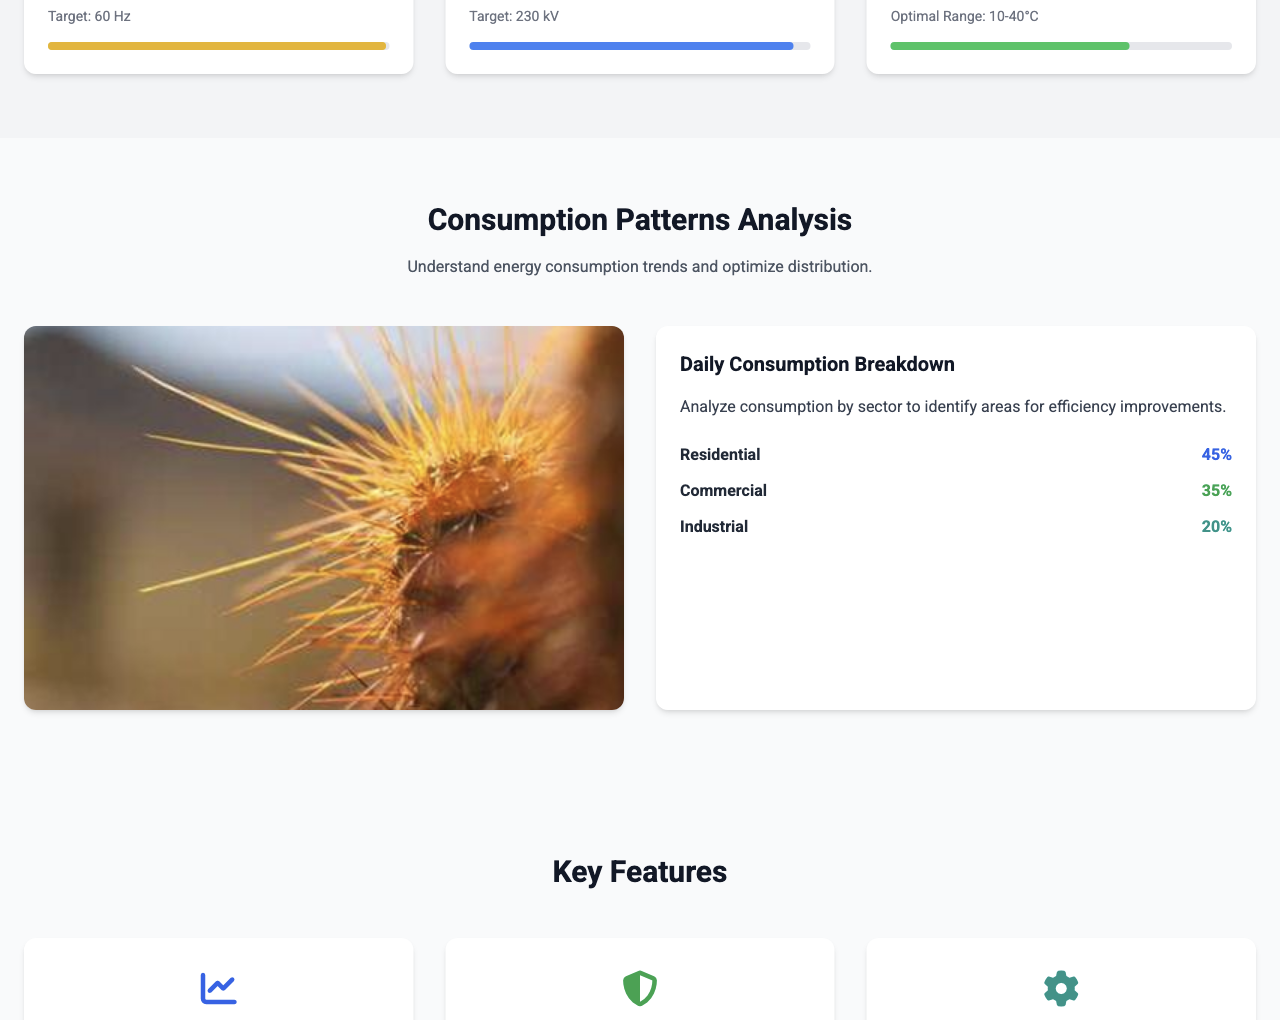 Target: 60 Hz
Target: 230 kV
Optimal Range: 10-40°C
Consumption Patterns Analysis
Understand energy consumption trends and optimize distribution.
Daily Consumption Breakdown
Analyze consumption by sector to identify areas for efficiency improvements.
Residential 45%
Commercial 35%
Industrial 20%
Key Features